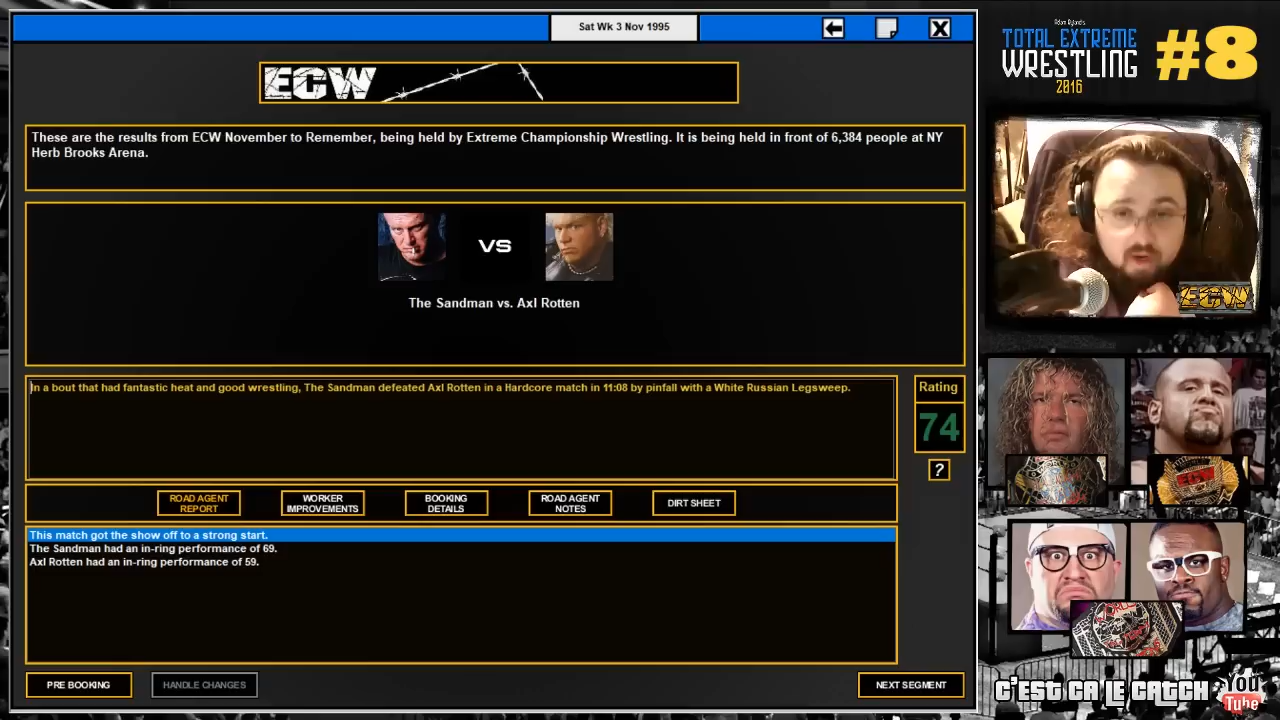 Sat Wk 3 Nov 1995
Adam Ryland's
TOTAL EXTREME
WRESTLING
2016
#8
ECW
These are the results from ECW November to Remember, being held by Extreme Championship Wrestling. It is being held in front of 6,384 people at NY
Herb Brooks Arena.
VS
The Sandman vs. Axl Rotten
ECW
In a bout that had fantastic heat and good wrestling, The Sandman defeated Axl Rotten in a Hardcore match in 11:08 by pinfall with a White Russian Legsweep.
Rating
74
?
ROAD AGENT
REPORT
WORKER
IMPROVEMENTS
BOOKING
DETAILS
ROAD AGENT
NOTES
DIRT SHEET
This match got the show off to a strong start.
The Sandman had an in-ring performance of 69.
Axl Rotten had an in-ring performance of 59.
ECW
PRE BOOKING
HANDLE CHANGES
NEXT SEGMENT
C'EST CA LE CATCH
You
Tube